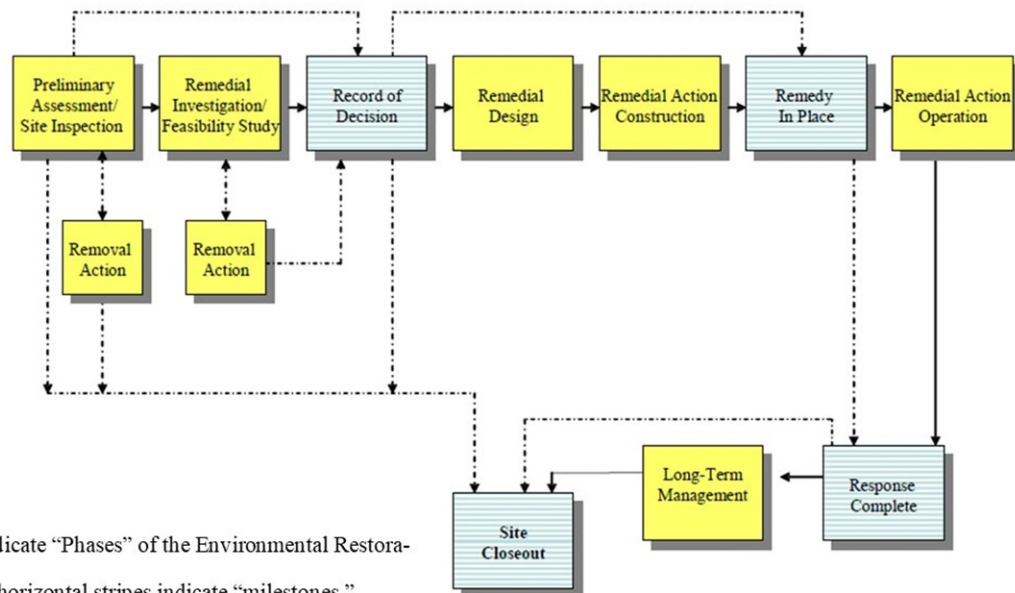 Preliminary
Assessment/
Site Inspection
Remedial
Investigation/
Feasibility Study
Record of
Decision
Remedial
Design
Remedial Action
Construction
Remedy
In Place
Remedial Action
Operation
Removal
Action
Removal
Action
Long-Term
Management
Response
Complete
Site
Closeout
dicate “Phases” of the Environmental Restora-
horizontal stripes indicate “milestones.”